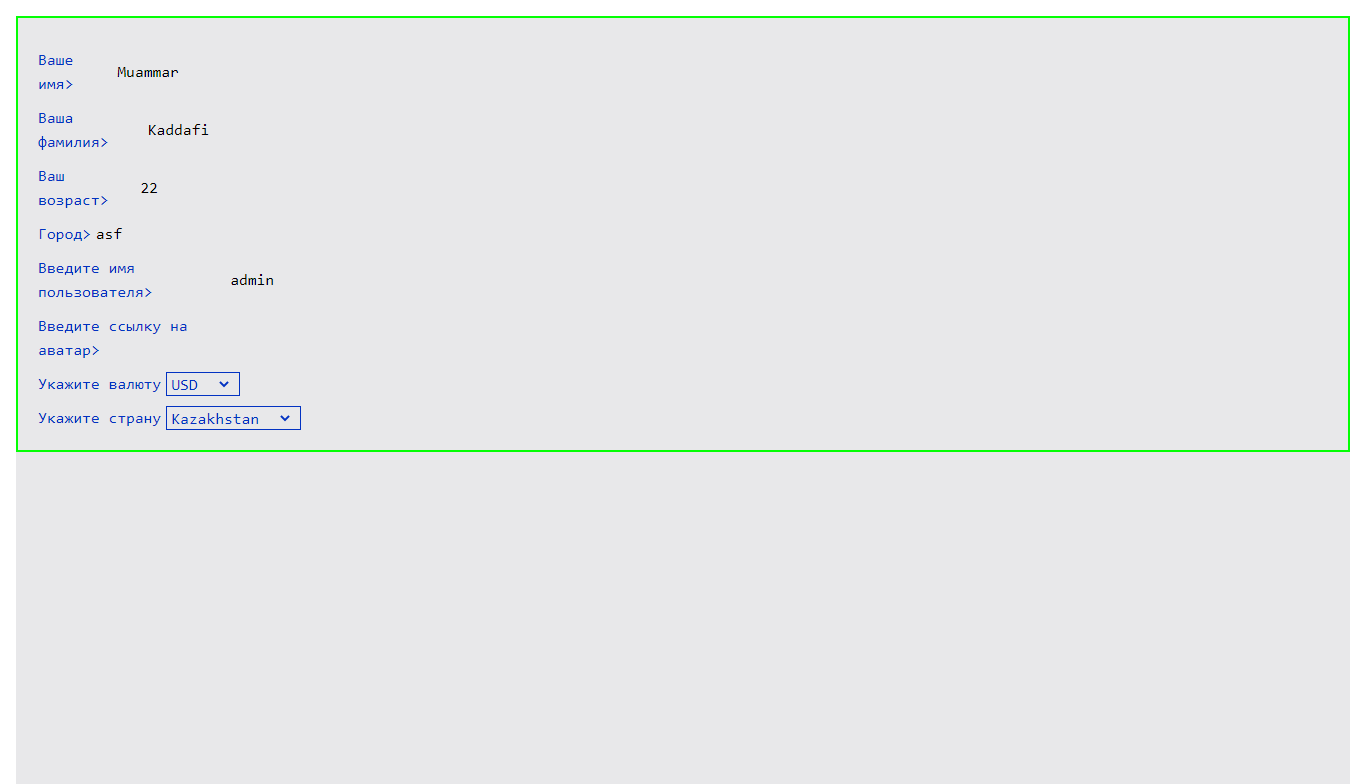 Ваше
имя>
Muammar
Ваша
фамилия>
Kaddafi
Ваш
возраст>
22
Город> asf
Введите имя
пользователя>
admin
Введите ссылку на
аватар>
Укажите валюту USD
Укажите страну Kazakhstan